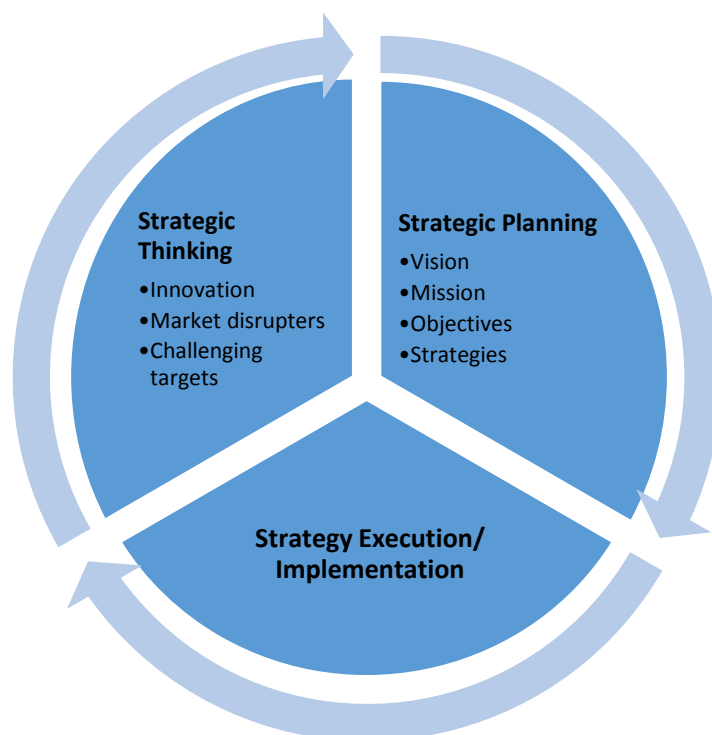 Strategic
Thinking
•Innovation
•Market disrupters
•Challenging
targets
Strategic Planning
•Vision
•Mission
•Objectives
•Strategies
Strategy Execution/
Implementation